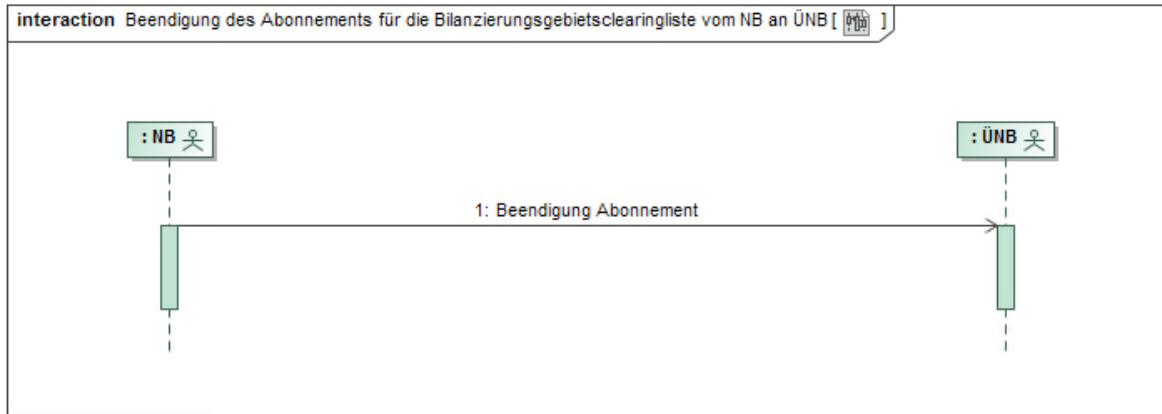 interaction Beendigung des Abonnements für die Bilanzierungsgebietsclearingliste vom NB an ÜNB [ ]
: NB
: ÜNB
1: Beendigung Abonnement